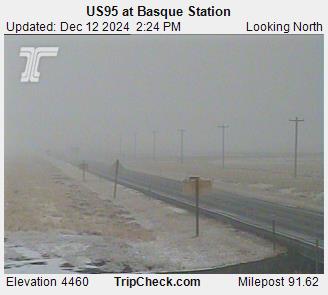 US95 at Basque Station
Updated: Dec 12 2024 2:24 PM Looking North
Elevation 4460 TripCheck.com Milepost 91.62